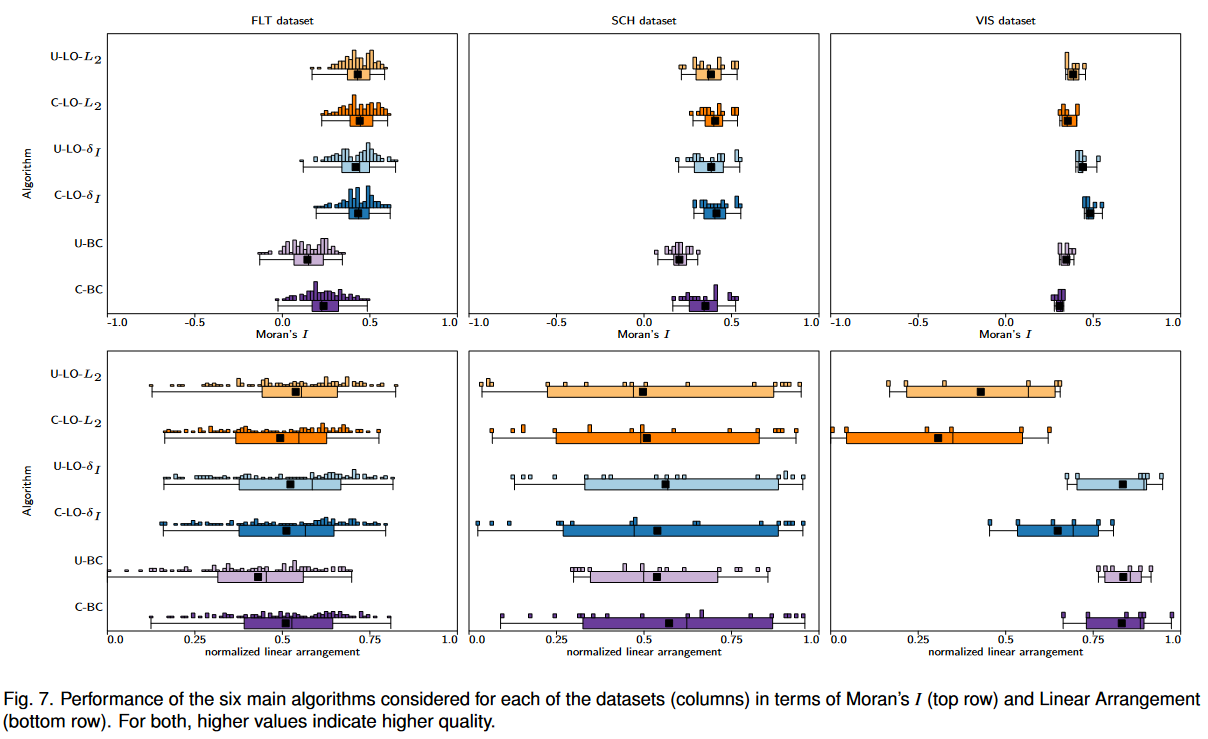 FLT dataset
SCH dataset
VIS dataset
Algorithm
U-LO-L2
C-LO-L2
U-LO-δI
C-LO-δI
U-BC
C-BC
-1.0 -0.5 0.0 0.5 1.0
-1.0 -0.5 0.0 0.5 1.0
-1.0 -0.5 0.0 0.5 1.0
Moran's I
Moran's I
Moran's I
Algorithm
U-LO-L2
C-LO-L2
U-LO-δI
C-LO-δI
U-BC
C-BC
0.0 0.25 0.5 0.75 1.0
0.0 0.25 0.5 0.75 1.0
0.0 0.25 0.5 0.75 1.0
normalized linear arrangement
normalized linear arrangement
normalized linear arrangement
Fig. 7. Performance of the six main algorithms considered for each of the datasets (columns) in terms of Moran's I (top row) and Linear Arrangement
(bottom row). For both, higher values indicate higher quality.